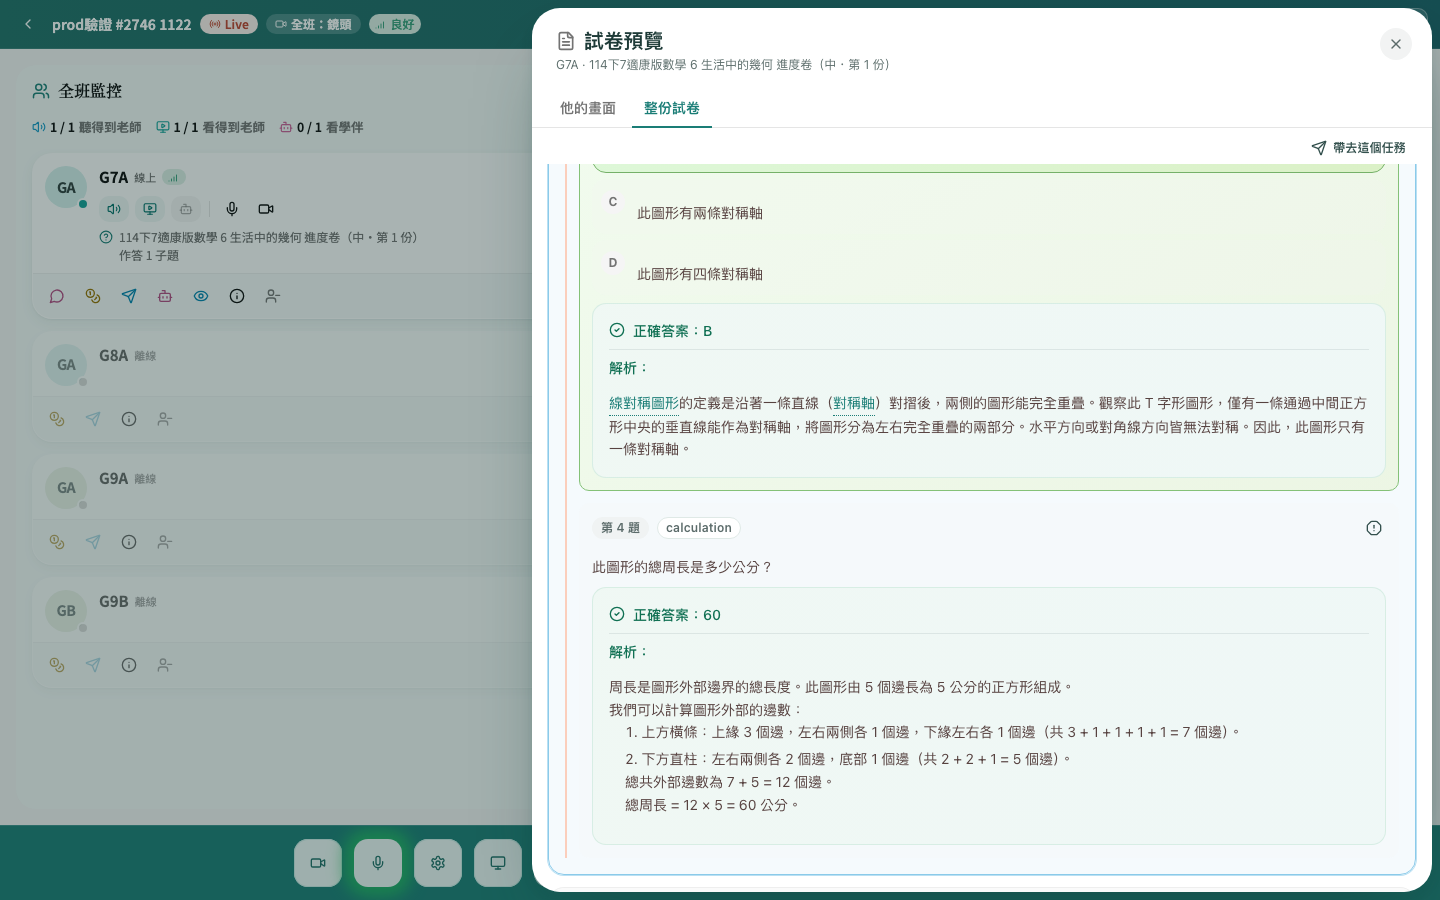 prod驗證 #2746 1122
Live
全班：鏡頭
良好
全班監控
1 / 1 聽得到老師
1 / 1 看得到老師
0 / 1 看學伴
GA
G7A 線上
114下7適康版數學 6 生活中的幾何 進度卷（中・第 1 份）
作答 1 子題
GA
G8A 離線
GA
G9A 離線
GB
G9B 離線
試卷預覽
G7A · 114下7適康版數學 6 生活中的幾何 進度卷（中・第 1 份）
他的畫面
整份試卷
帶去這個任務
C
此圖形有兩條對稱軸
D
此圖形有四條對稱軸
正確答案：B
解析：
線對稱圖形的定義是沿著一條直線（對稱軸）對摺後，兩側的圖形能完全重疊。觀察此 T 字形圖形，僅有一條通過中間正方
形中央的垂直線能作為對稱軸，將圖形分為左右完全重疊的兩部分。水平方向或對角線方向皆無法對稱。因此，此圖形只有
一條對稱軸。
第 4 題
calculation
此圖形的總周長是多少公分？
正確答案：60
解析：
周長是圖形外部邊界的總長度。此圖形由 5 個邊長為 5 公分的正方形組成。
我們可以計算圖形外部的邊數：
1. 上方橫條：上緣 3 個邊，左右兩側各 1 個邊，下緣左右各 1 個邊（共 3 + 1 + 1 + 1 + 1 = 7 個邊）。
2. 下方直柱：左右兩側各 2 個邊，底部 1 個邊（共 2 + 2 + 1 = 5 個邊）。
總共外部邊數為 7 + 5 = 12 個邊。
總周長 = 12 × 5 = 60 公分。